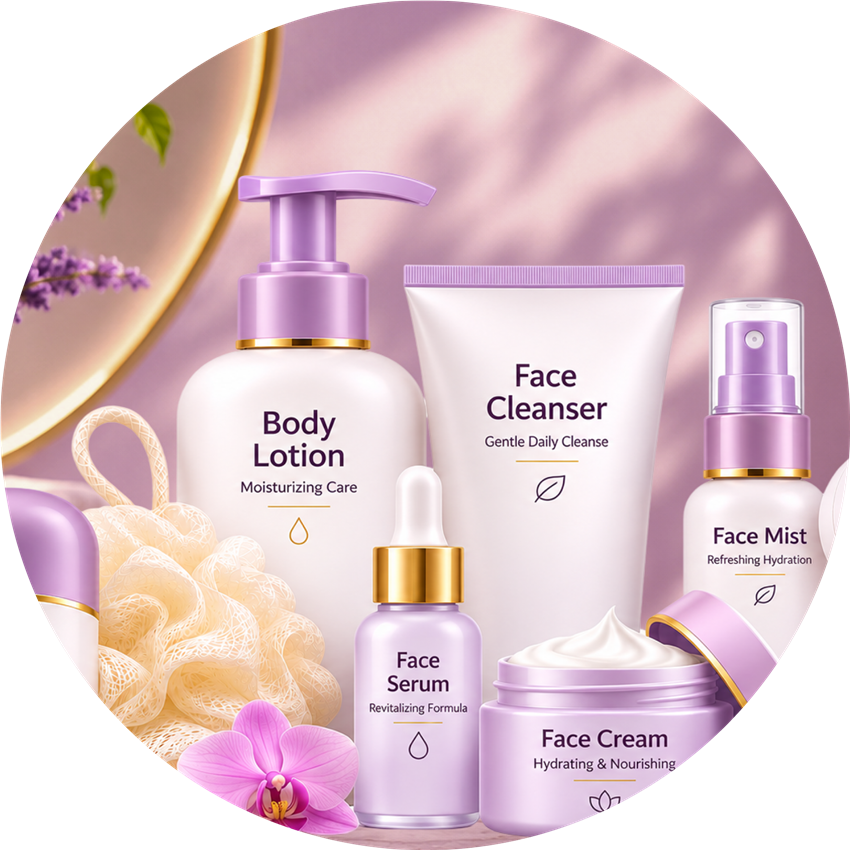 Body
Lotion
Moisturizing Care
Face
Cleanser
Gentle Daily Cleanse
Face Mist
Refreshing Hydration
Face
Serum
Revitalizing Formula
Face Cream
Hydrating & Nourishing